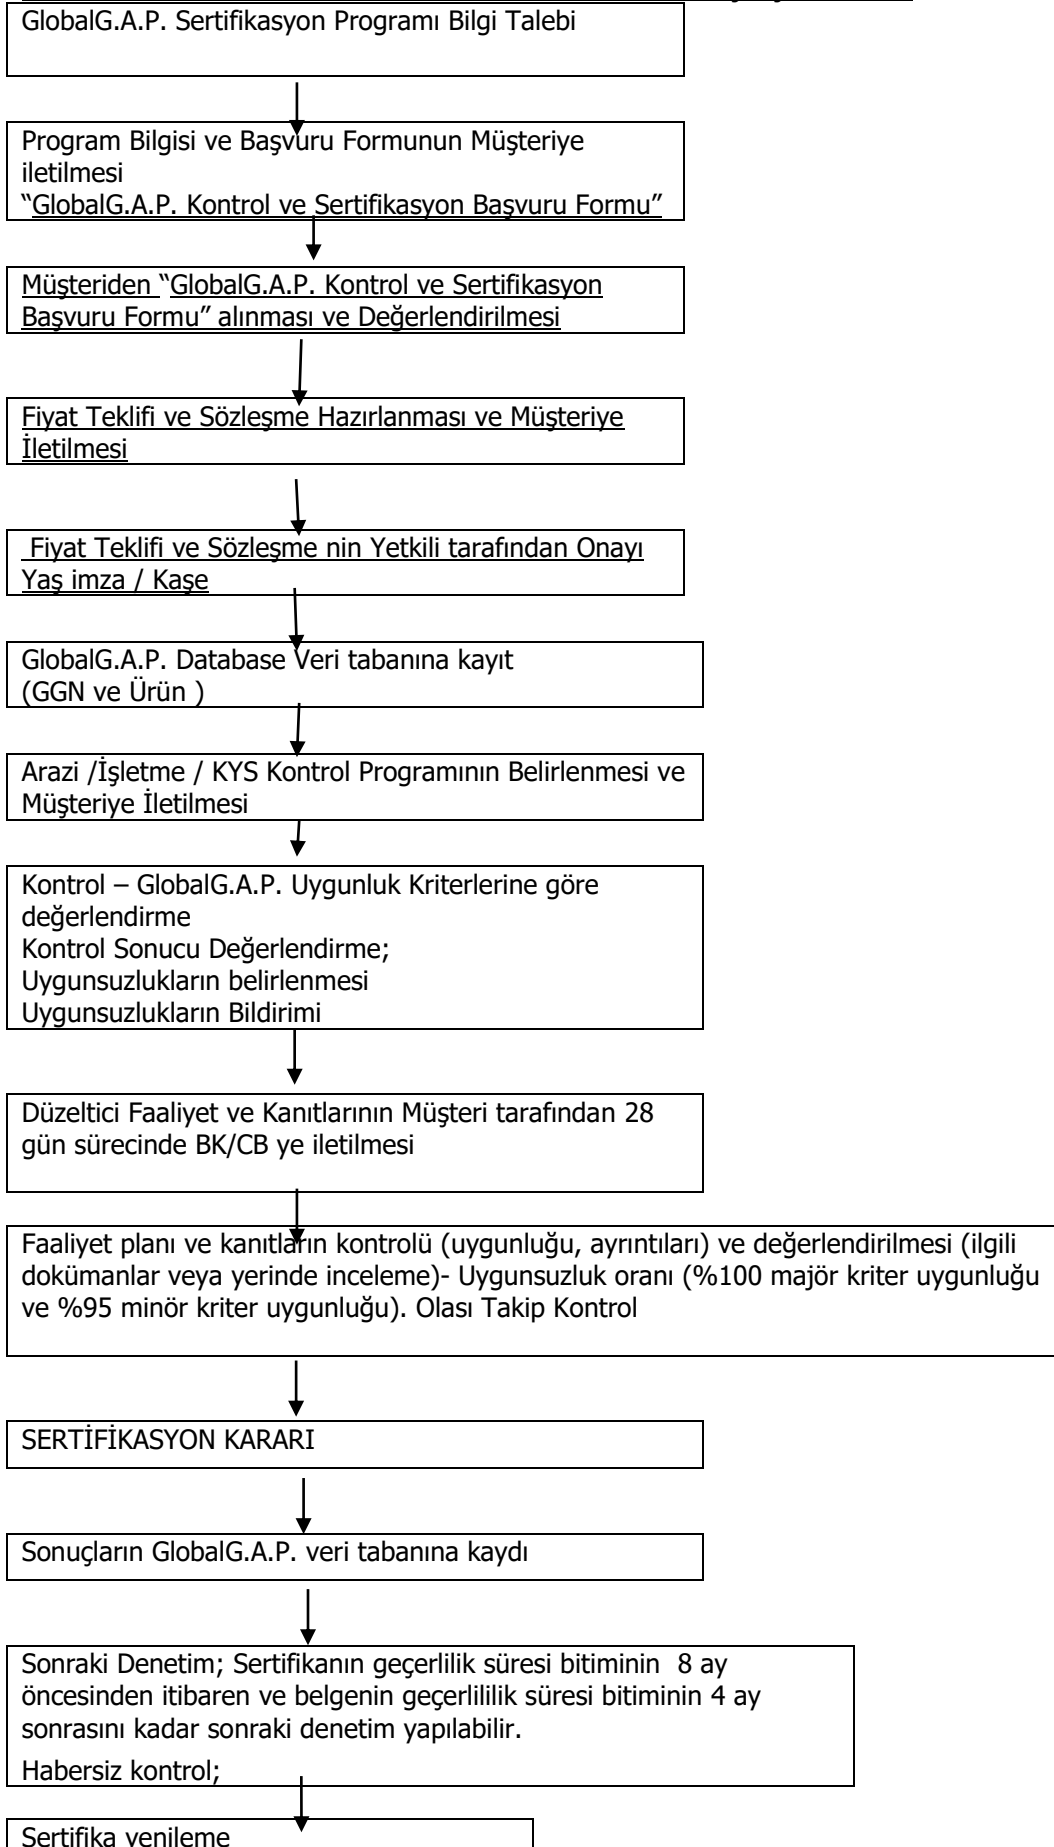 GlobalG.A.P. Sertifikasyon Programı Bilgi Talebi
Program Bilgisi ve Başvuru Formunun Müşteriye
iletilmesi
“GlobalG.A.P. Kontrol ve Sertifikasyon Başvuru Formu”
Müşteriden “GlobalG.A.P. Kontrol ve Sertifikasyon
Başvuru Formu” alınması ve Değerlendirilmesi
Fiyat Teklifi ve Sözleşme Hazırlanması ve Müşteriye
İletilmesi
Fiyat Teklifi ve Sözleşme nin Yetkili tarafından Onayı
Yaş imza / Kaşe
GlobalG.A.P. Database Veri tabanına kayıt
(GGN ve Ürün )
Arazi /İşletme / KYS Kontrol Programının Belirlenmesi ve
Müşteriye İletilmesi
Kontrol – GlobalG.A.P. Uygunluk Kriterlerine göre
değerlendirme
Kontrol Sonucu Değerlendirme;
Uygunsuzlukların belirlenmesi
Uygunsuzlukların Bildirimi
Düzeltici Faaliyet ve Kanıtlarının Müşteri tarafından 28
gün sürecinde BK/CB ye iletilmesi
Faaliyet planı ve kanıtların kontrolü (uygunluğu, ayrıntıları) ve değerlendirilmesi (ilgili
dokümanlar veya yerinde inceleme)- Uygunsuzluk oranı (%100 majör kriter uygunluğu
ve %95 minör kriter uygunluğu). Olası Takip Kontrol
SERTİFİKASYON KARARI
Sonuçların GlobalG.A.P. veri tabanına kaydı
Sonraki Denetim; Sertifikanın geçerlilik süresi bitiminin 8 ay
öncesinden itibaren ve belgenin geçerlililik süresi bitiminin 4 ay
sonrasını kadar sonraki denetim yapılabilir.
Habersiz kontrol;
Sertifika yenileme